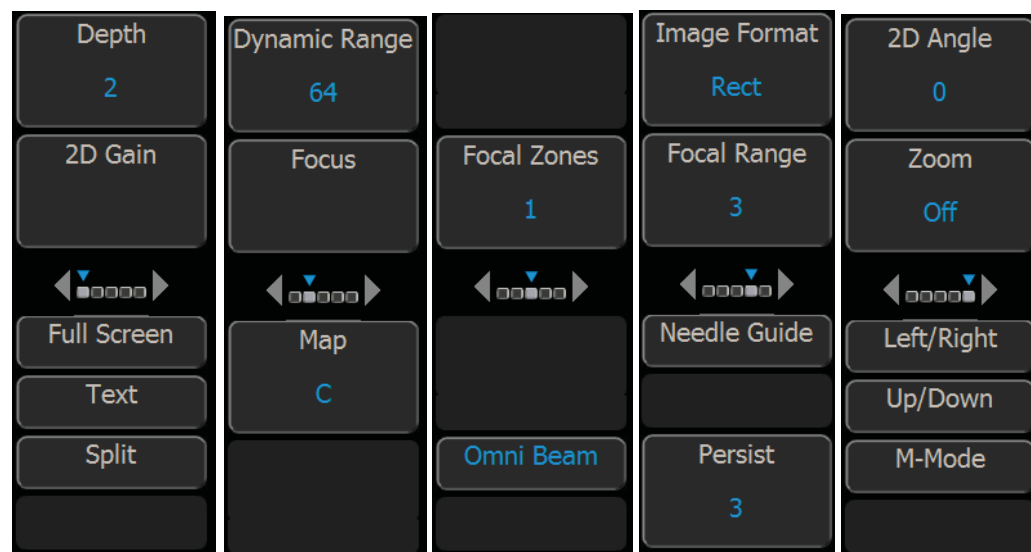 Depth
2
2D Gain
Full Screen
Text
Split
Dynamic Range
64
Focus
Map
C
Focal Zones
1
Omni Beam
Image Format
Rect
Focal Range
3
Needle Guide
Persist
3
2D Angle
0
Zoom
Off
Left/Right
Up/Down
M-Mode